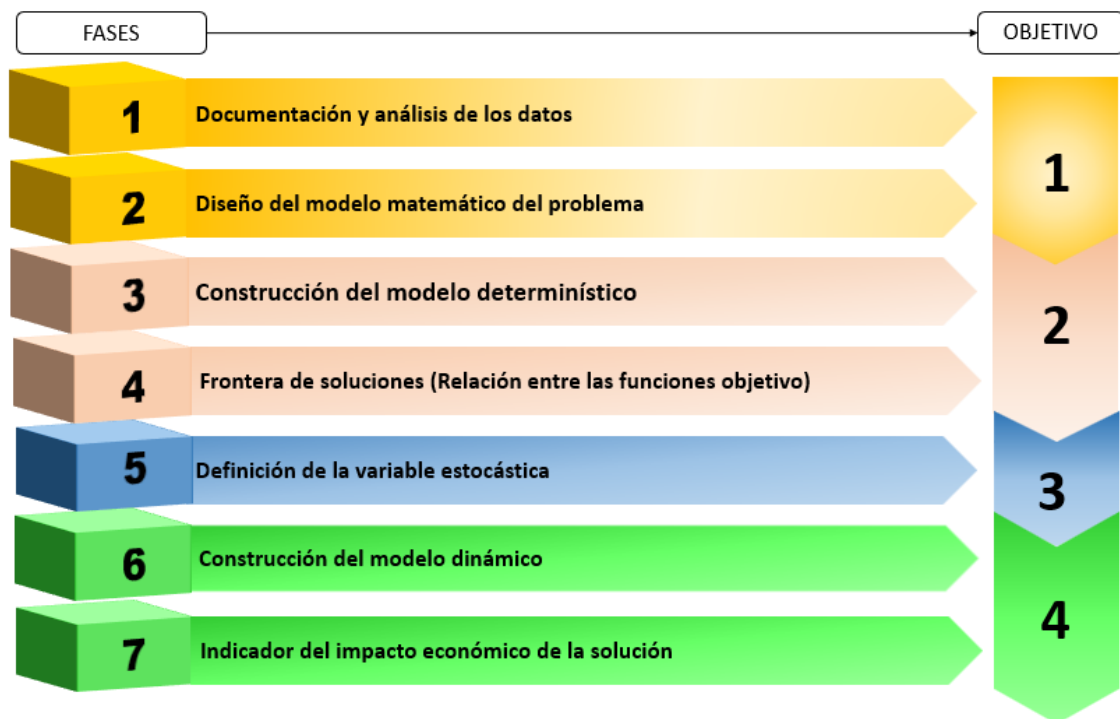 FASES
OBJETIVO
1
Documentación y análisis de los datos
2
Diseño del modelo matemático del problema
1
3
Construcción del modelo determinístico
4
Frontera de soluciones (Relación entre las funciones objetivo)
2
5
Definición de la variable estocástica
3
6
Construcción del modelo dinámico
7
Indicador del impacto económico de la solución
4